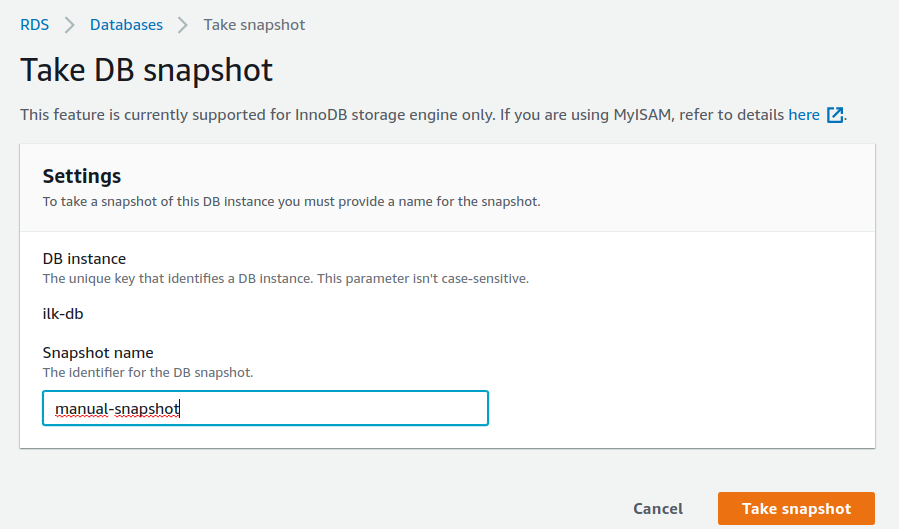 RDS > Databases > Take snapshot
Take DB snapshot
This feature is currently supported for InnoDB storage engine only. If you are using MyISAM, refer to details here .
Settings
To take a snapshot of this DB instance you must provide a name for the snapshot.
DB instance
The unique key that identifies a DB instance. This parameter isn't case-sensitive.
ilk-db
Snapshot name
The identifier for the DB snapshot.
manual-snapshot
Cancel Take snapshot